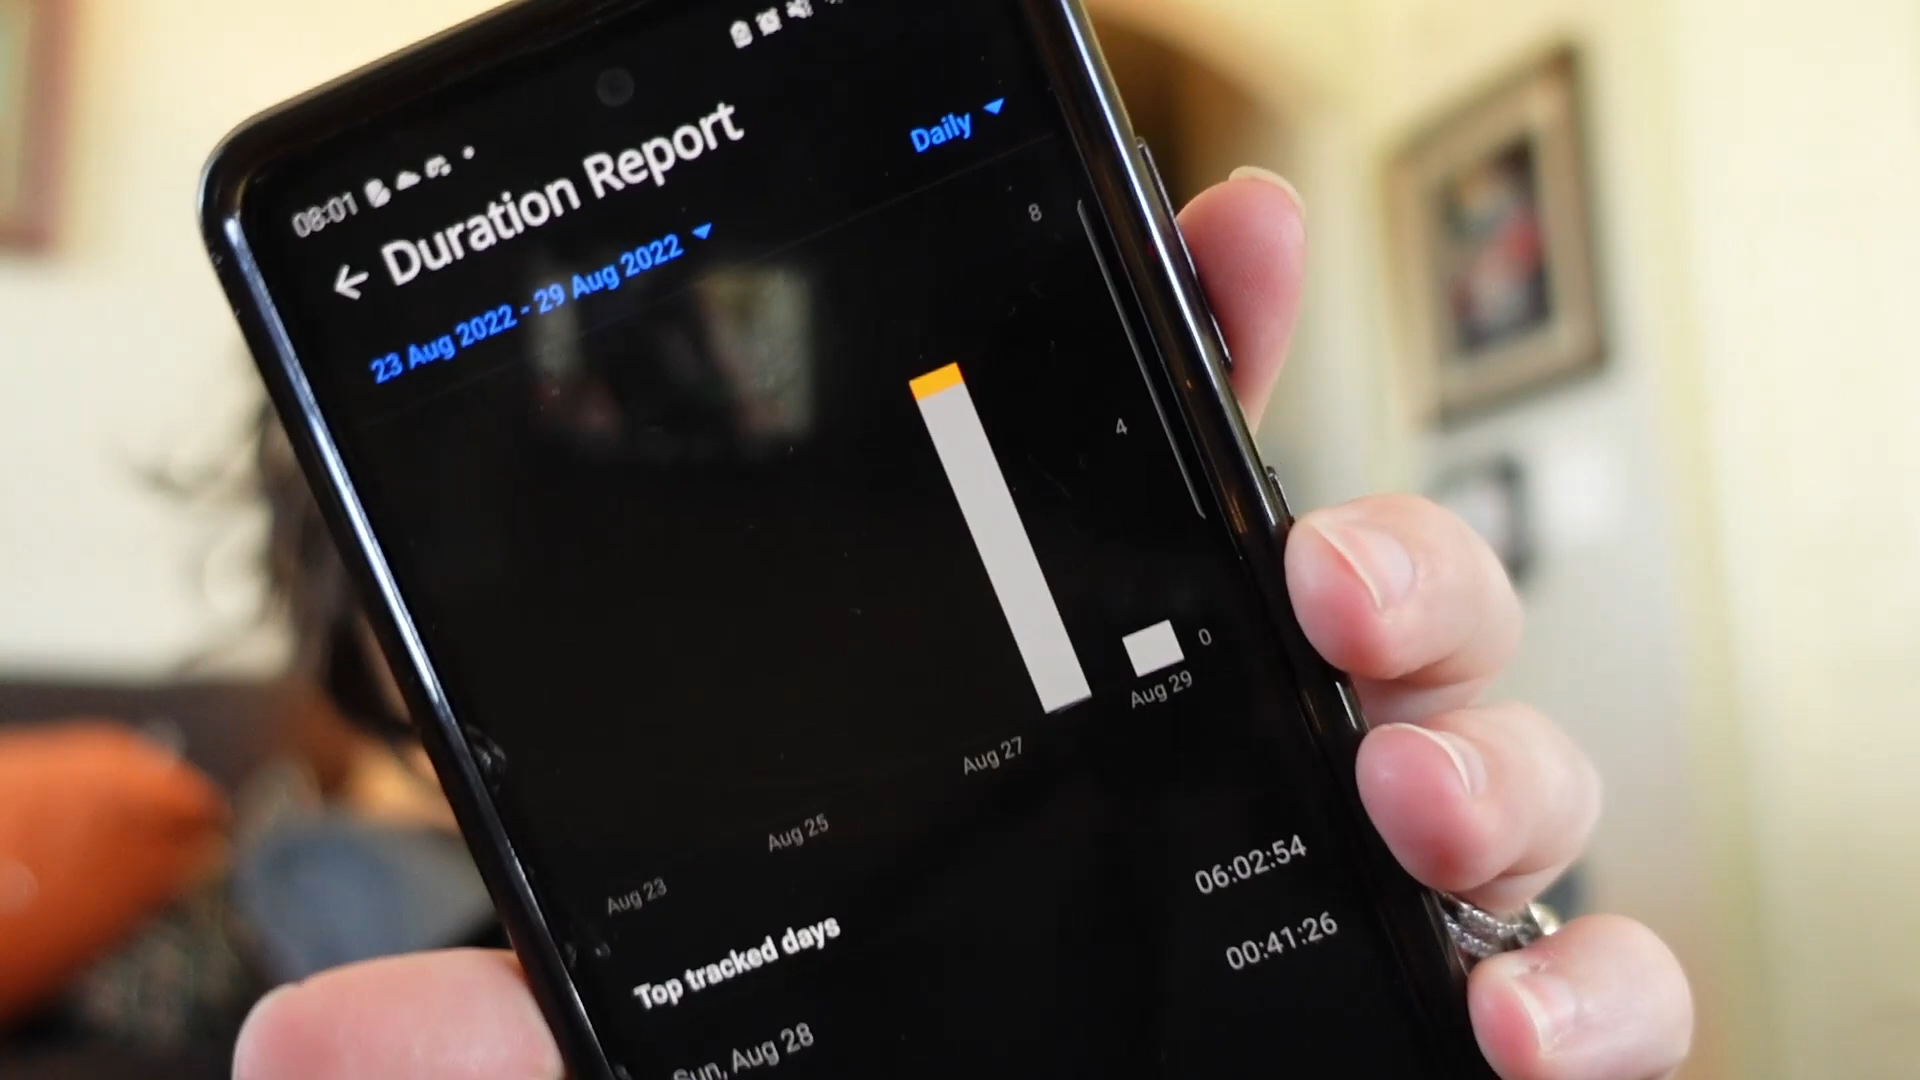 08:01
Duration Report
Daily
23 Aug 2022 - 29 Aug 2022
8
4
0
Aug 23
Aug 25
Aug 27
Aug 29
Top tracked days
06:02:54
Sun, Aug 28
00:41:26